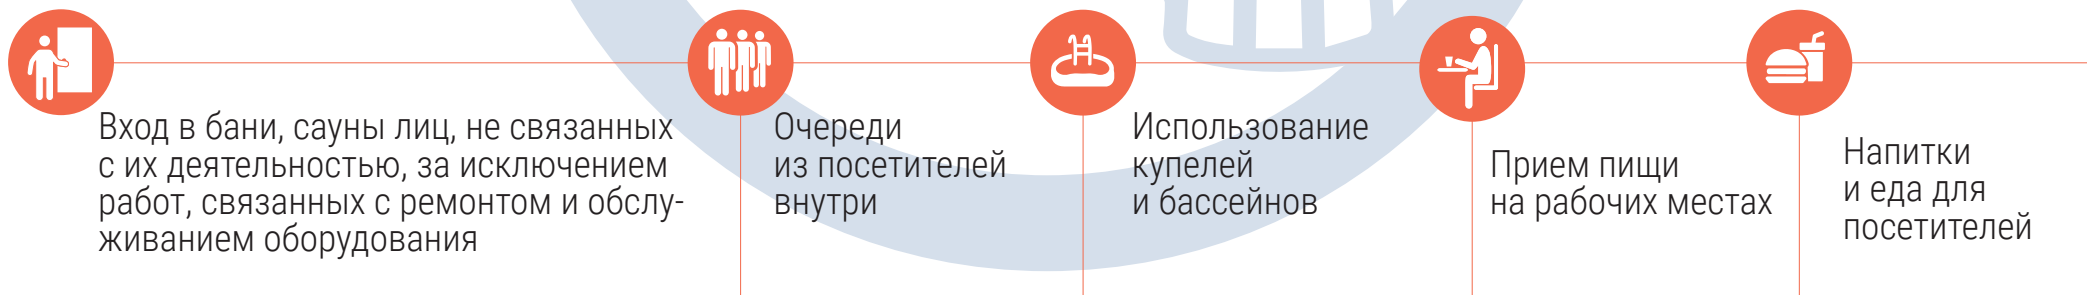 Вход в бани, сауны лиц, не связанных
с их деятельностью, за исключением
работ, связанных с ремонтом и обслу-
живанием оборудования
Очереди
из посетителей
внутри
Использование
купелей
и бассейнов
Прием пищи
на рабочих местах
Напитки
и еда для
посетителей